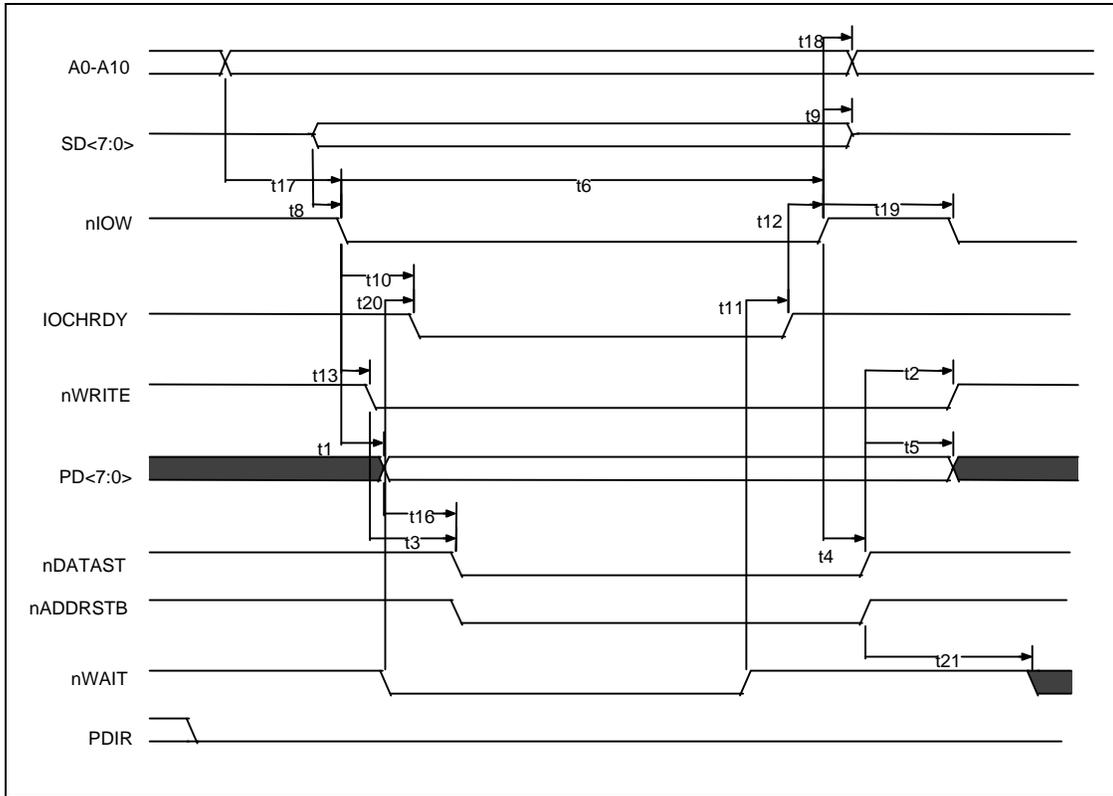 t18
A0-A10
t9
SD<7:0>
t17
t6
t8
t12
t19
nIOW
t10
t20
t11
IOCHRDY
t13
t2
nWRITE
t1
t5
PD<7:0>
t16
t3
t4
nDATAST
nADDRSTB
t21
nWAIT
PDIR